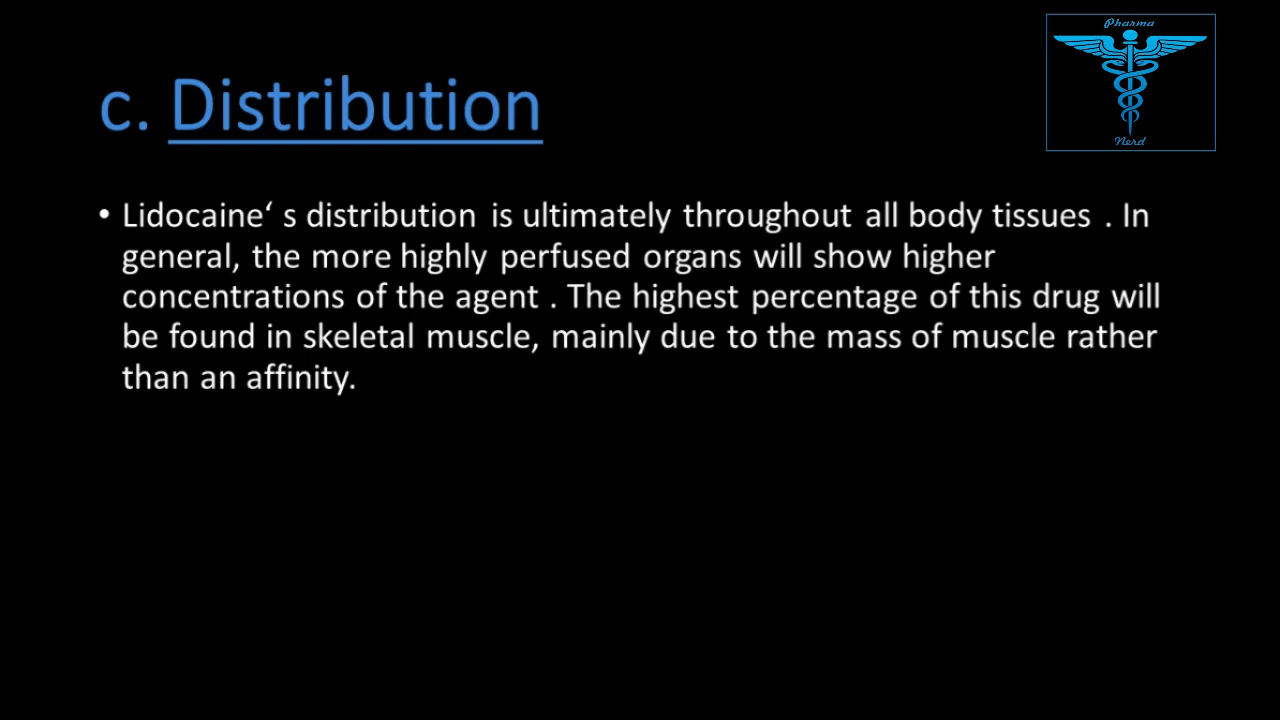 Pharma
Nerd
c. Distribution
• Lidocaine‘ s distribution is ultimately throughout all body tissues . In
general, the more highly perfused organs will show higher
concentrations of the agent . The highest percentage of this drug will
be found in skeletal muscle, mainly due to the mass of muscle rather
than an affinity.